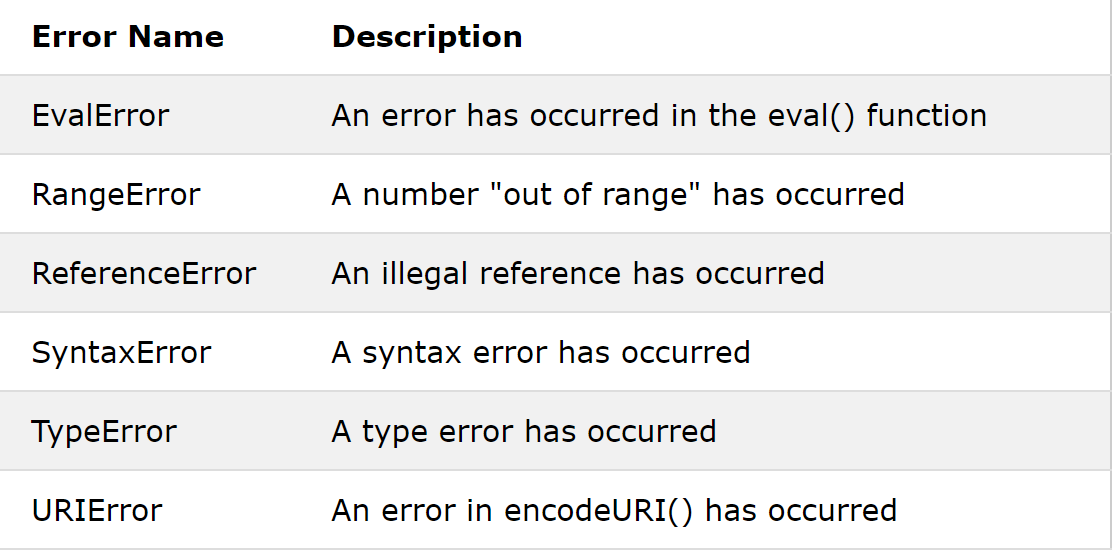 Error Name Description
EvalError An error has occurred in the eval() function
RangeError A number "out of range" has occurred
ReferenceError An illegal reference has occurred
SyntaxError A syntax error has occurred
TypeError A type error has occurred
URIError An error in encodeURI() has occurred